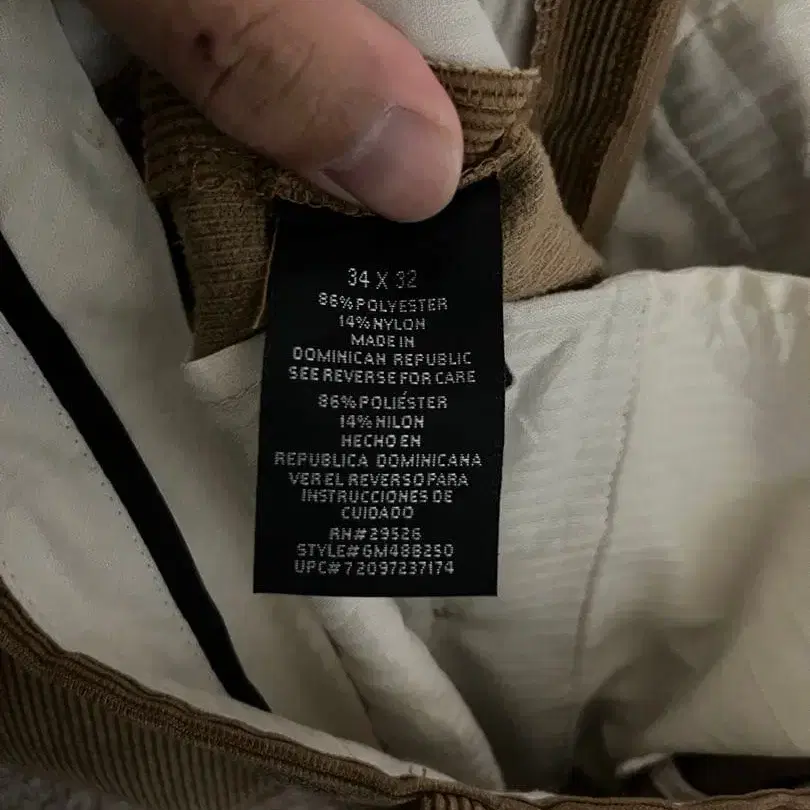 34 X 32
86% POLYESTER
14% NYLON
MADE IN
DOMINICAN REPUBLIC
SEE REVERSE FOR CARE
86% POLIÉSTER
14% NILON
HECHO EN
REPUBLICA DOMINICANA
VER EL REVERSO PARA
INSTRUCCIONES DE
CUIDADO
RN#29526
STYLE#GM488250
UPC#72097237174